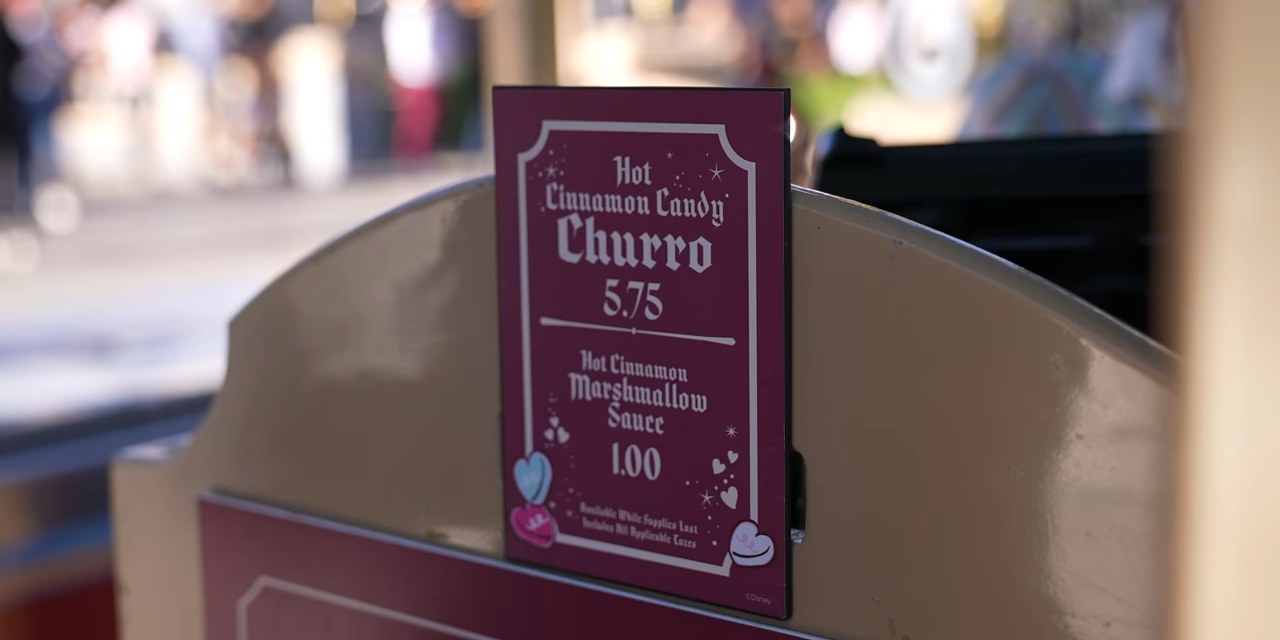 Hot
Cinnamon Candy
Churro
5.75
Hot Cinnamon
Marshmallow
Sauce
1.00
Available While Supplies Last
Includes All Applicable Taxes
©Disney